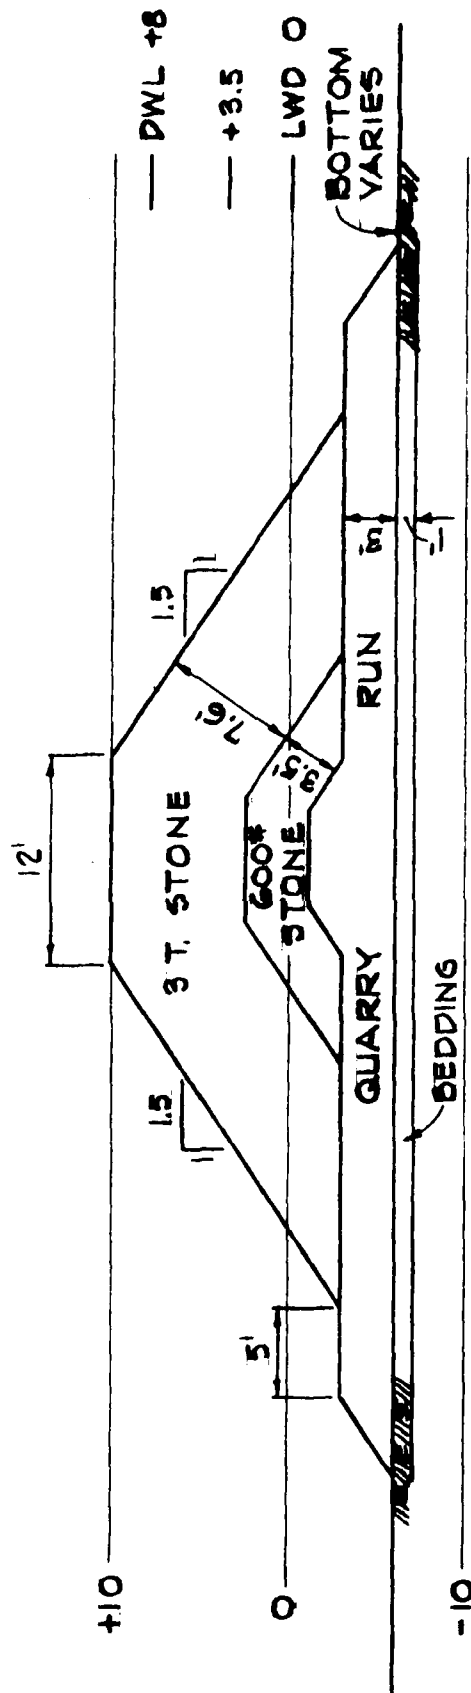 12'
DWL +8
+3.5
LWD 0
+10
0
-10
1.5
1
1.5
1
3 T. STONE
7.6'
600#
STONE
3.5'
5'
QUARRY RUN
3'
1'
BEDDING
BOTTOM
VARIES